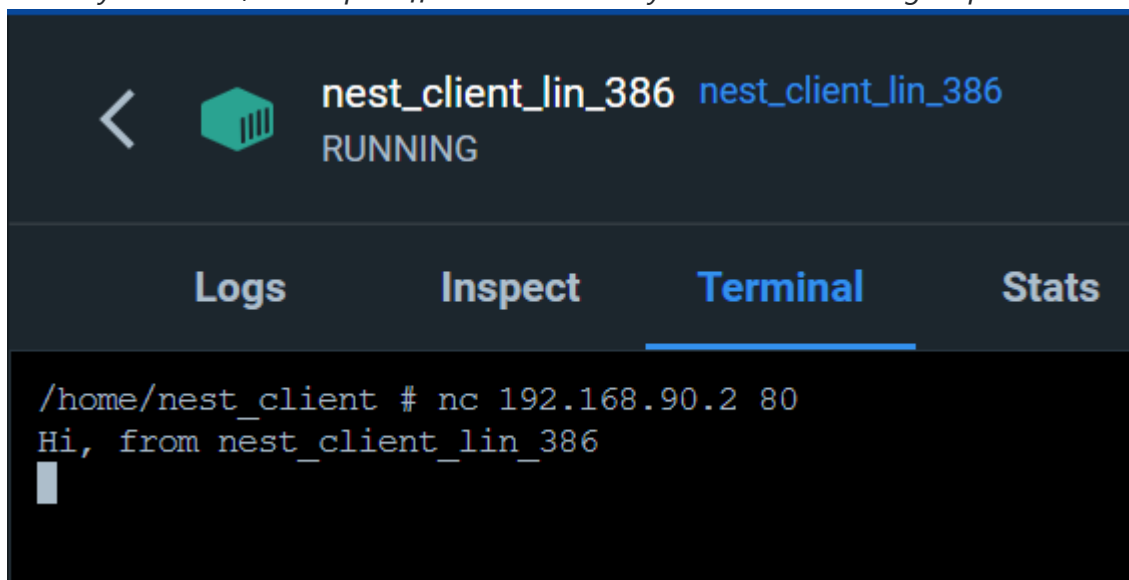 nest_client_lin_386 nest_client_lin_386
RUNNING
Logs Inspect Terminal Stats
/home/nest_client # nc 192.168.90.2 80
Hi, from nest_client_lin_386